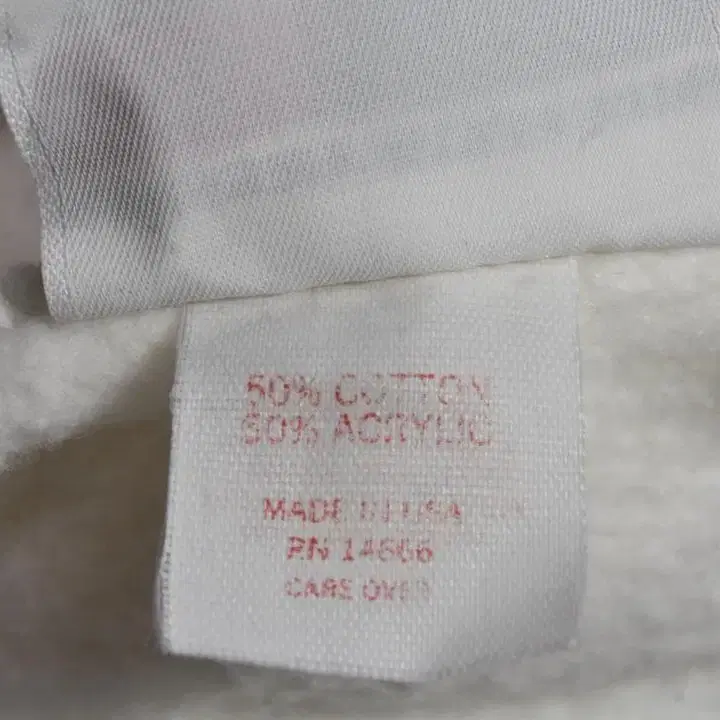 50% COTTON
50% ACRYLIC
MADE IN USA
RN 14666
CARE OVER